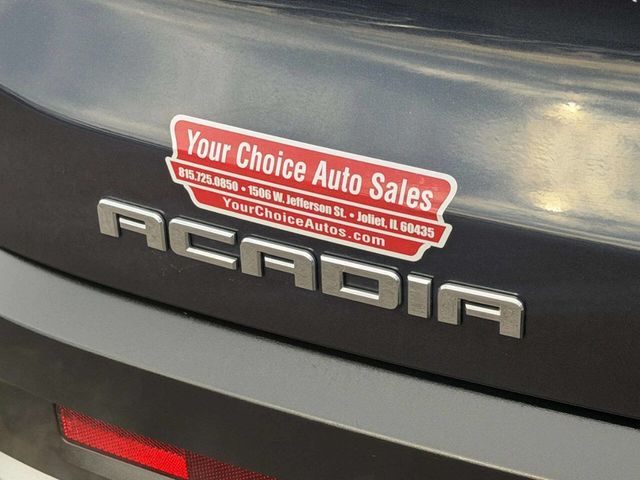 Your Choice Auto Sales
815.725.0850 • 1506 W. Jefferson St. • Joliet, IL 60435
YourChoiceAutos.com
ACADIA